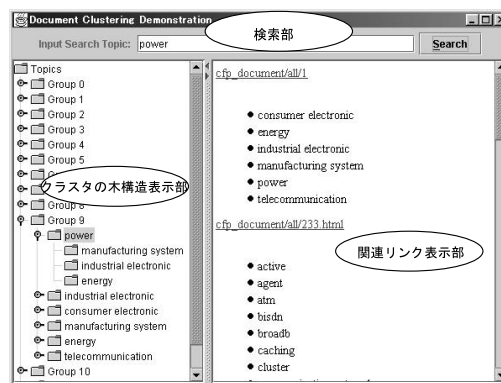 Document Clustering Demonstration
検索部
Input Search Topic: power
Search
Topics
Group 0
Group 1
Group 2
Group 3
Group 4
Group 5
クラスタの木構造表示部
Group 9
power
manufacturing system
industrial electronic
energy
industrial electronic
consumer electronic
manufacturing system
energy
telecommunication
Group 10
cfp_document/all/1
consumer electronic
energy
industrial electronic
manufacturing system
power
telecommunication
cfp_document/all/233.html
関連リンク表示部
active
agent
atm
bisdn
broadb
caching
cluster